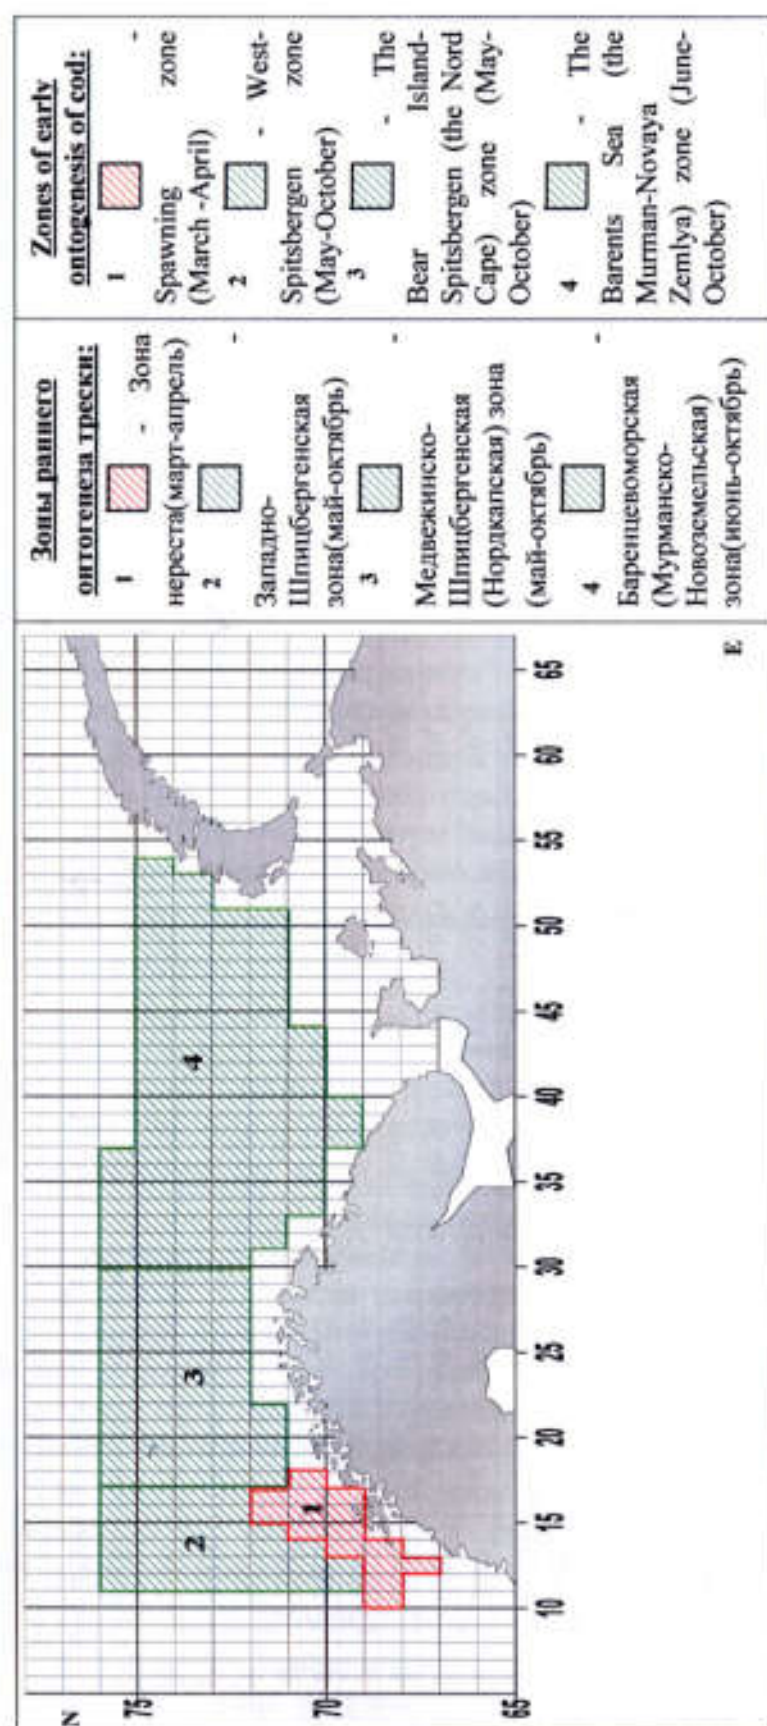 N
75
70
65
10
15
20
25
30
35
40
45
50
55
60
65
E
1
2
3
4
Зоны раннего
онтогенеза трески:
1 - Зона
нереста(март-апрель)
2 -
Западно-
Шпицбергенская
зона(май-октябрь)
3 -
Медвежинско-
Шпицбергенская
(Нордкапская) зона
(май-октябрь)
4 -
Баренцевоморская
(Мурманско-
Новоземельская)
зона(июнь-октябрь)
Zones of early
ontogenesis of cod:
1 -
Spawning zone
(March -April)
2 - West-
Spitsbergen zone
(May-October)
3 - The
Bear Island-
Spitsbergen (the Nord
Cape) zone (May-
October)
4 - The
Barents Sea (the
Murman-Novaya
Zemlya) zone (June-
October)